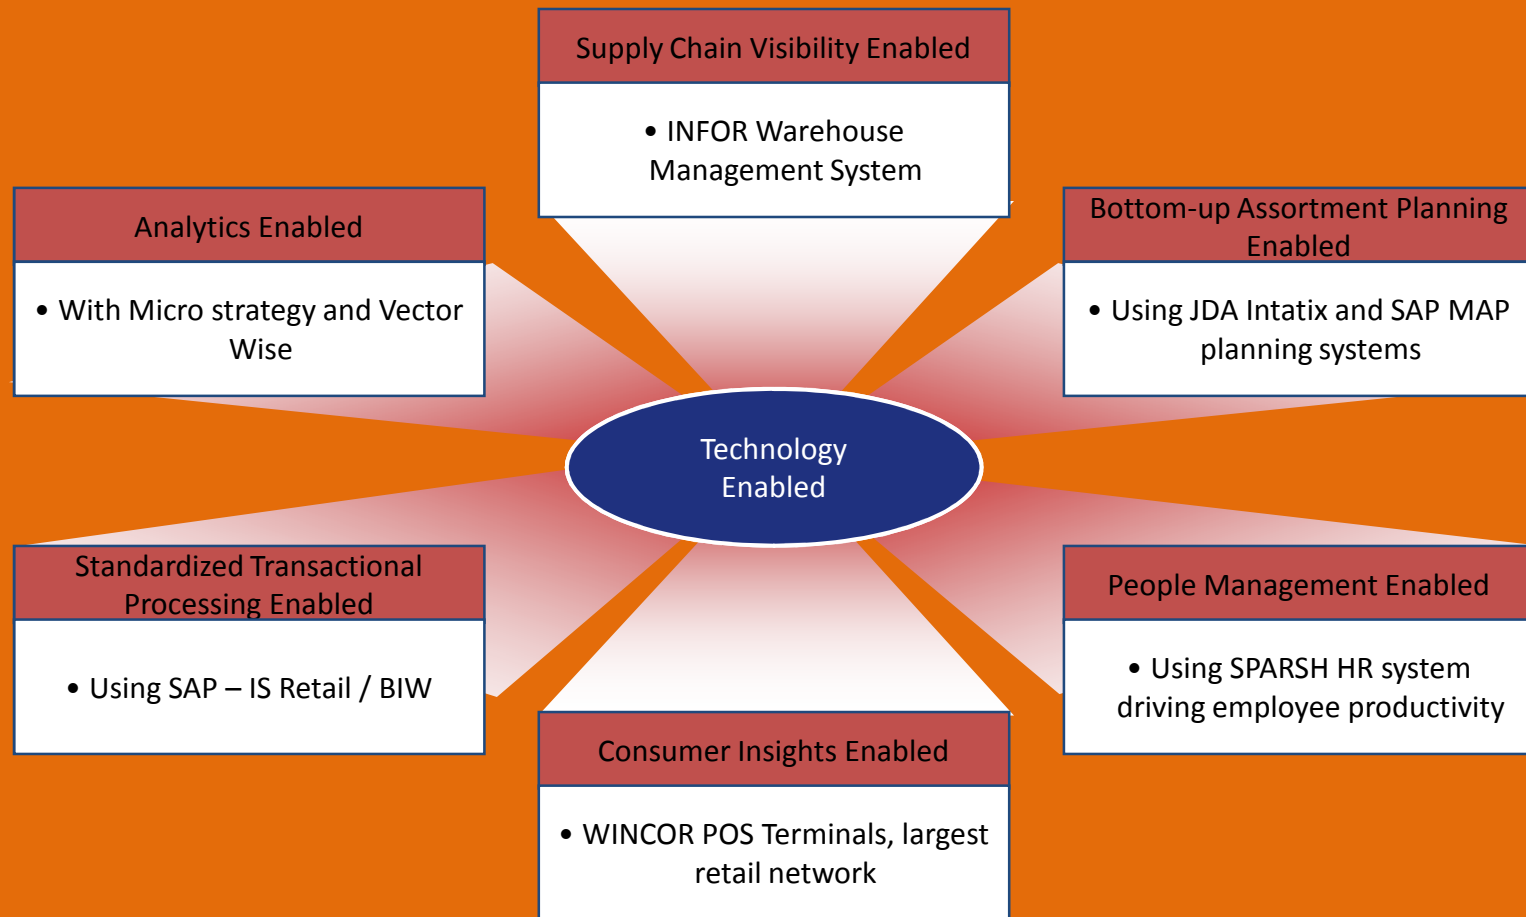 Supply Chain Visibility Enabled
• INFOR Warehouse
Management System
Analytics Enabled
• With Micro strategy and Vector
Wise
Bottom-up Assortment Planning
Enabled
• Using JDA Intatix and SAP MAP
planning systems
Technology
Enabled
Standardized Transactional
Processing Enabled
• Using SAP – IS Retail / BIW
People Management Enabled
• Using SPARSH HR system
driving employee productivity
Consumer Insights Enabled
• WINCOR POS Terminals, largest
retail network